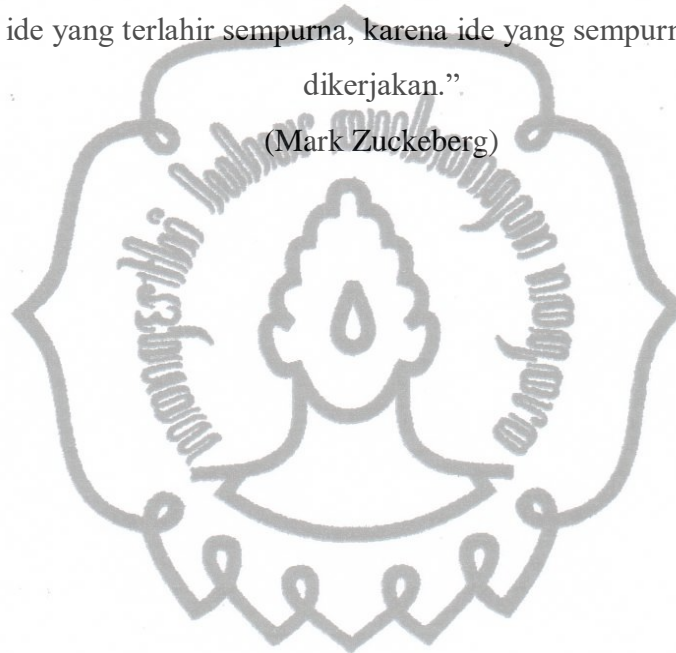 ide yang terlahir sempurna, karena ide yang sempurn
dikerjakan.”
(Mark Zuckeberg)